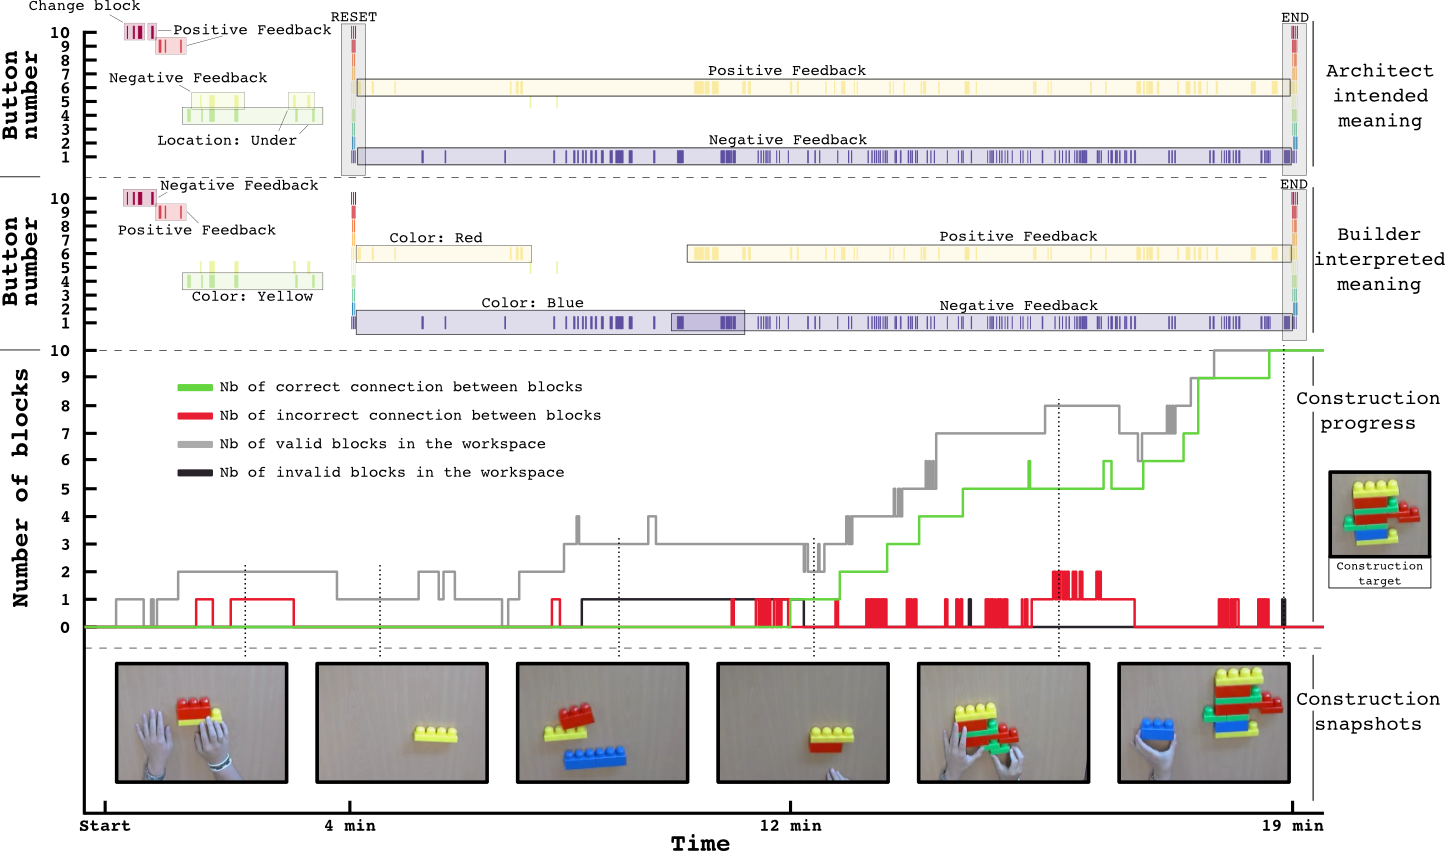 Change block
Positive Feedback
RESET
END
10
9
8
7
6
5
4
3
2
1
Button
number
Negative Feedback
Location: Under
Positive Feedback
Negative Feedback
Architect
intended
meaning
Negative Feedback
Positive Feedback
END
10
9
8
7
6
5
4
3
2
1
Button
number
Color: Yellow
Color: Red
Positive Feedback
Color: Blue
Negative Feedback
Builder
interpreted
meaning
10
9
8
7
6
5
4
3
2
1
0
Number of blocks
Nb of correct connection between blocks
Nb of incorrect connection between blocks
Nb of valid blocks in the workspace
Nb of invalid blocks in the workspace
Construction
progress
Construction
target
Construction
snapshots
Start
4 min
12 min
19 min
Time